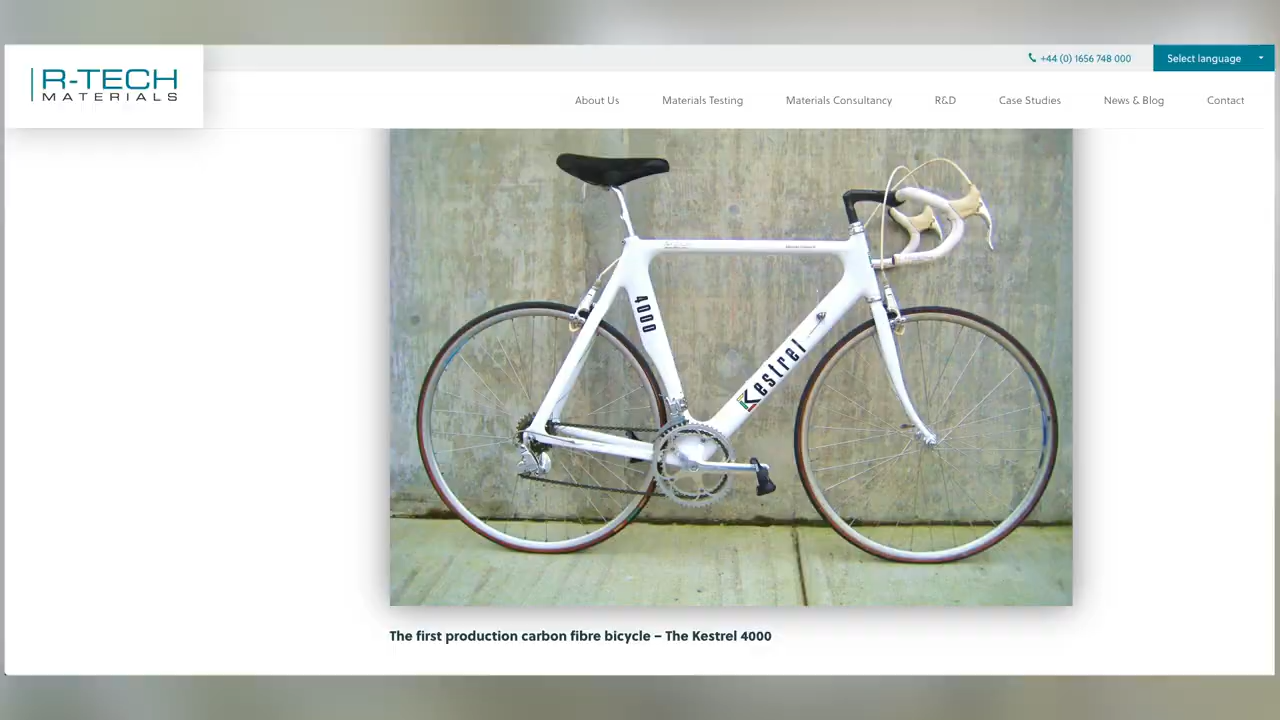 R-TECH
MATERIALS
+44 (0) 1656 748 000
Select language
About Us
Materials Testing
Materials Consultancy
R&D
Case Studies
News & Blog
Contact
4000
Kestrel
The first production carbon fibre bicycle – The Kestrel 4000